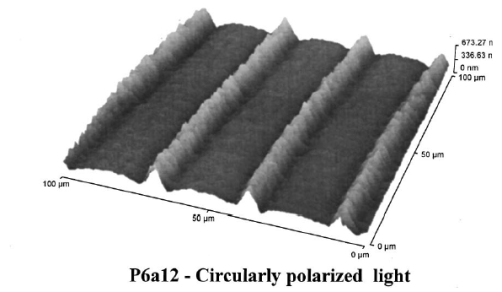 673.27 n
336.63 n
0 nm
100 µm
50 µm
0 µm
100 µm
50 µm
0 µm
P6a12 - Circularly polarized light